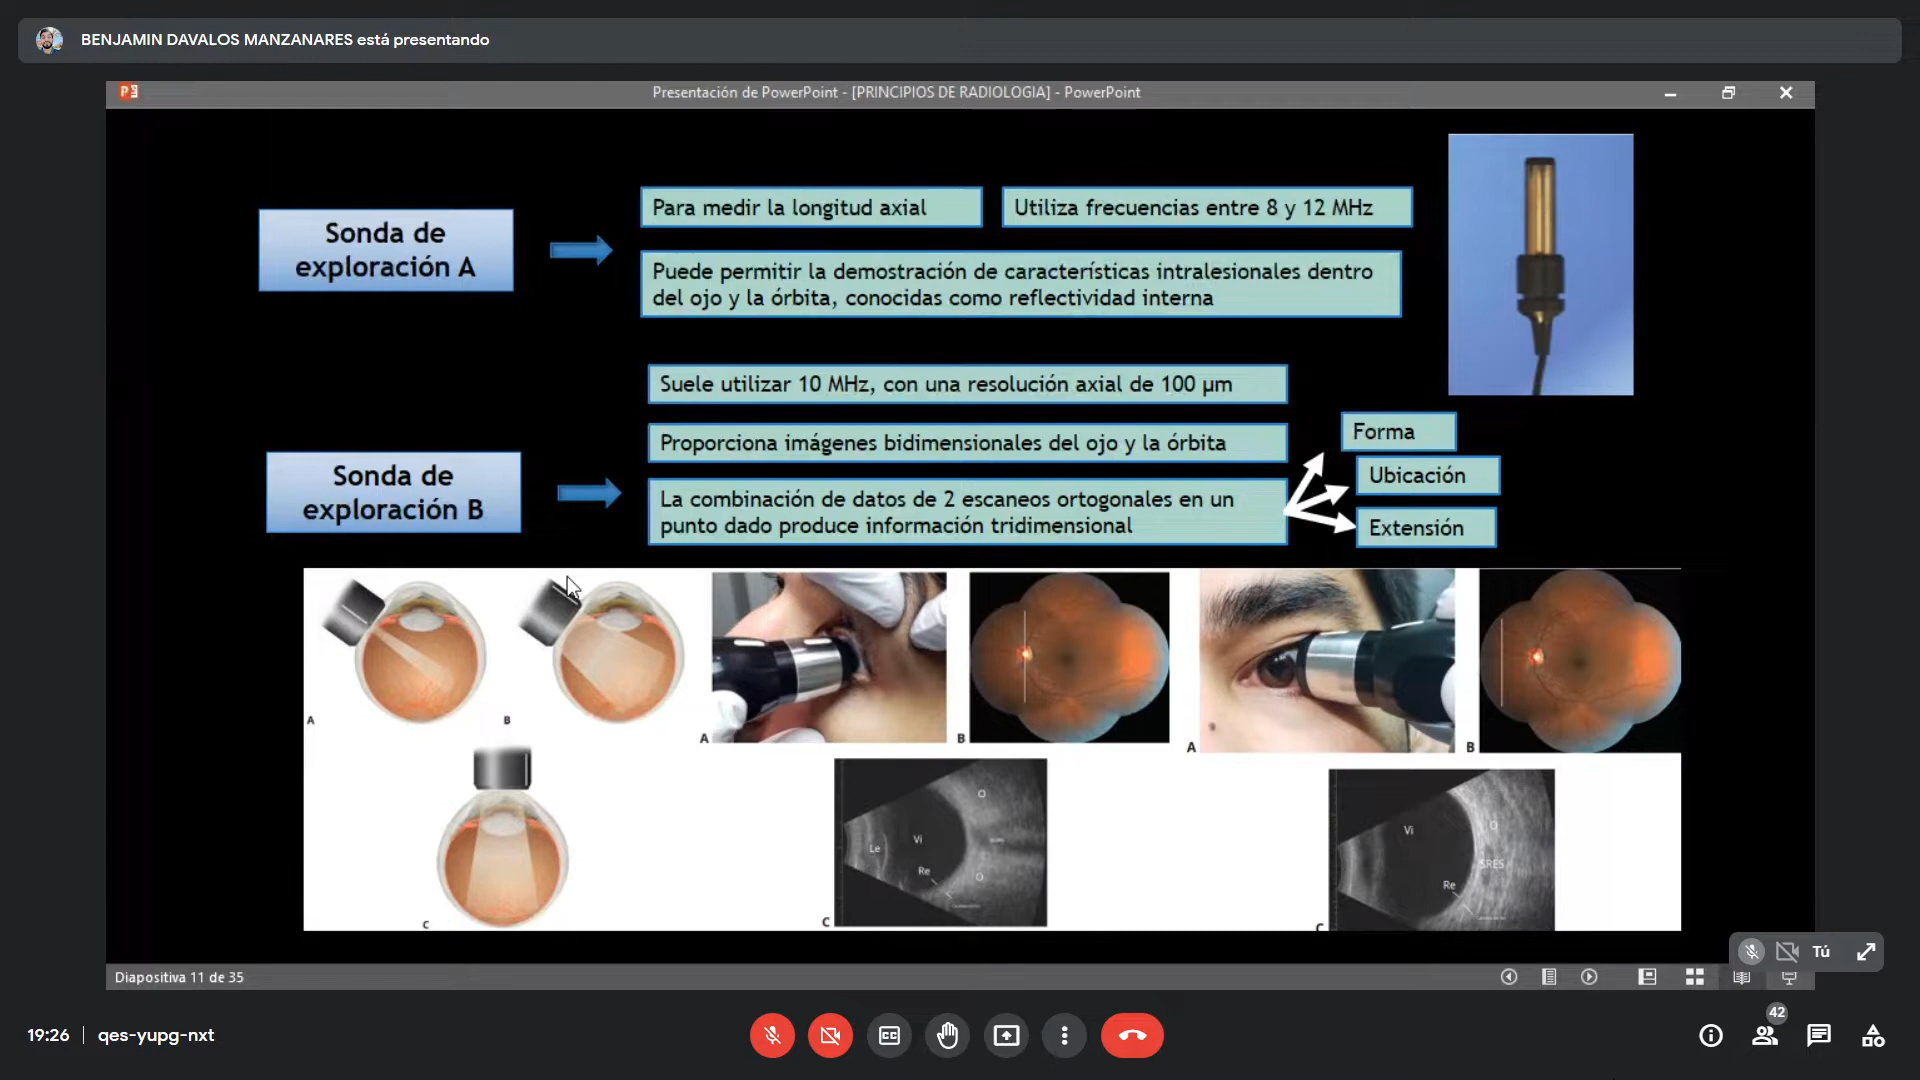 BENJAMIN DAVALOS MANZANARES está presentando
Presentación de PowerPoint - [PRINCIPIOS DE RADIOLOGIA] - PowerPoint
Sonda de
exploración A
Para medir la longitud axial
Utiliza frecuencias entre 8 y 12 MHz
Puede permitir la demostración de características intralesionales dentro
del ojo y la órbita, conocidas como reflectividad interna
Sonda de
exploración B
Suele utilizar 10 MHz, con una resolución axial de 100 µm
Proporciona imágenes bidimensionales del ojo y la órbita
La combinación de datos de 2 escaneos ortogonales en un
punto dado produce información tridimensional
Forma
Ubicación
Extensión
A
B
A
B
A
B
C
Le
Vi
Re
O
O
C
Vi
Re
O
SRES
C
Tú
Diapositiva 11 de 35
19:26
qes-yupg-nxt
CC
42